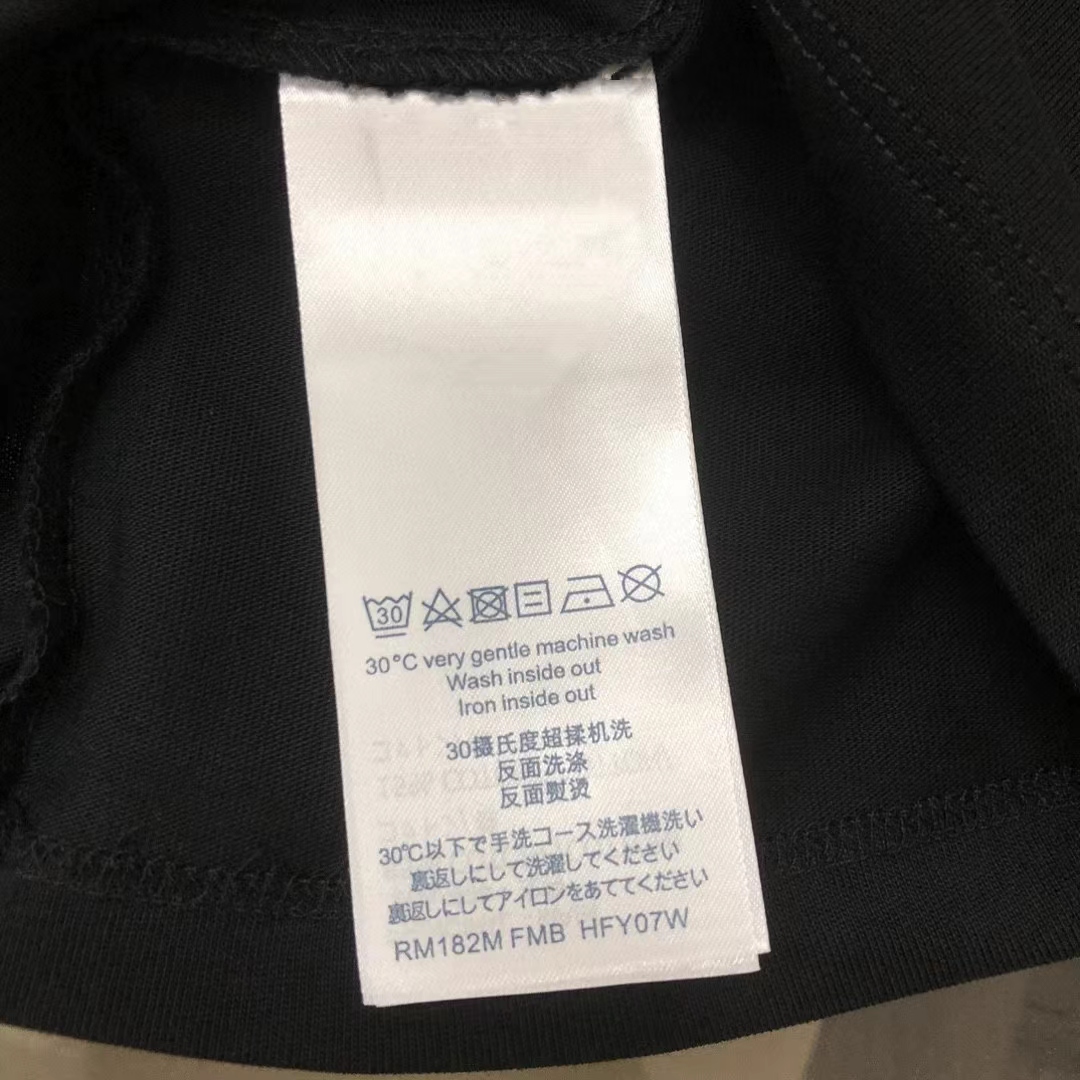 30
30°C very gentle machine wash
Wash inside out
Iron inside out
30摄氏度超揉机洗
反面洗涤
反面熨烫
30℃以下で手洗コース洗濯機洗い
裏返しにして洗濯してください
裏返しにしてアイロンをあててください
RM182M FMB HFY07W